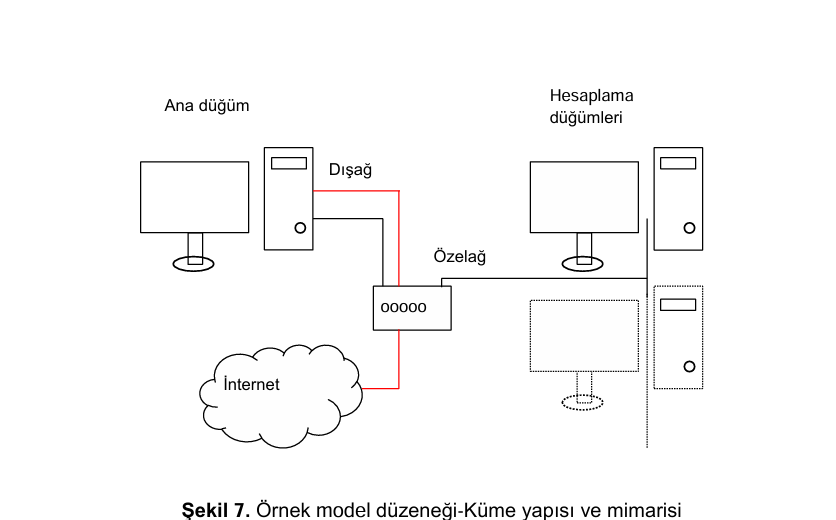 Ana düğüm
Hesaplama
düğümleri
Dışağ
Özelağ
ooooo
İnternet
Şekil 7. Örnek model düzeneği-Küme yapısı ve mimarisi